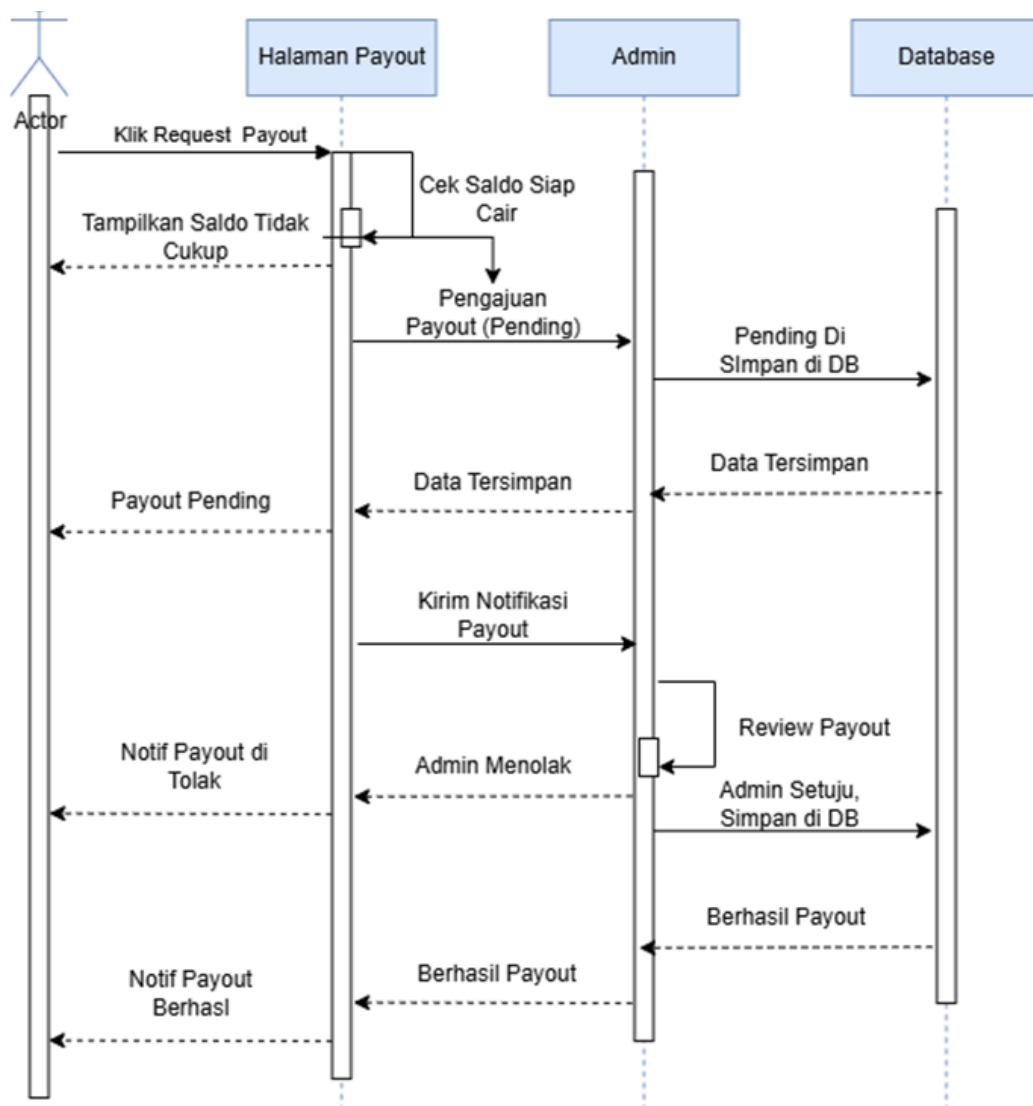 Halaman Payout
Admin
Database
Actor
Klik Request Payout
Cek Saldo Siap
Cair
Tampilkan Saldo Tidak
Cukup
Pengajuan
Payout (Pending)
Pending Di
SImpan di DB
Data Tersimpan
Data Tersimpan
Payout Pending
Kirim Notifikasi
Payout
Review Payout
Notif Payout di
Tolak
Admin Menolak
Admin Setuju,
Simpan di DB
Berhasil Payout
Berhasil Payout
Notif Payout
Berhasl